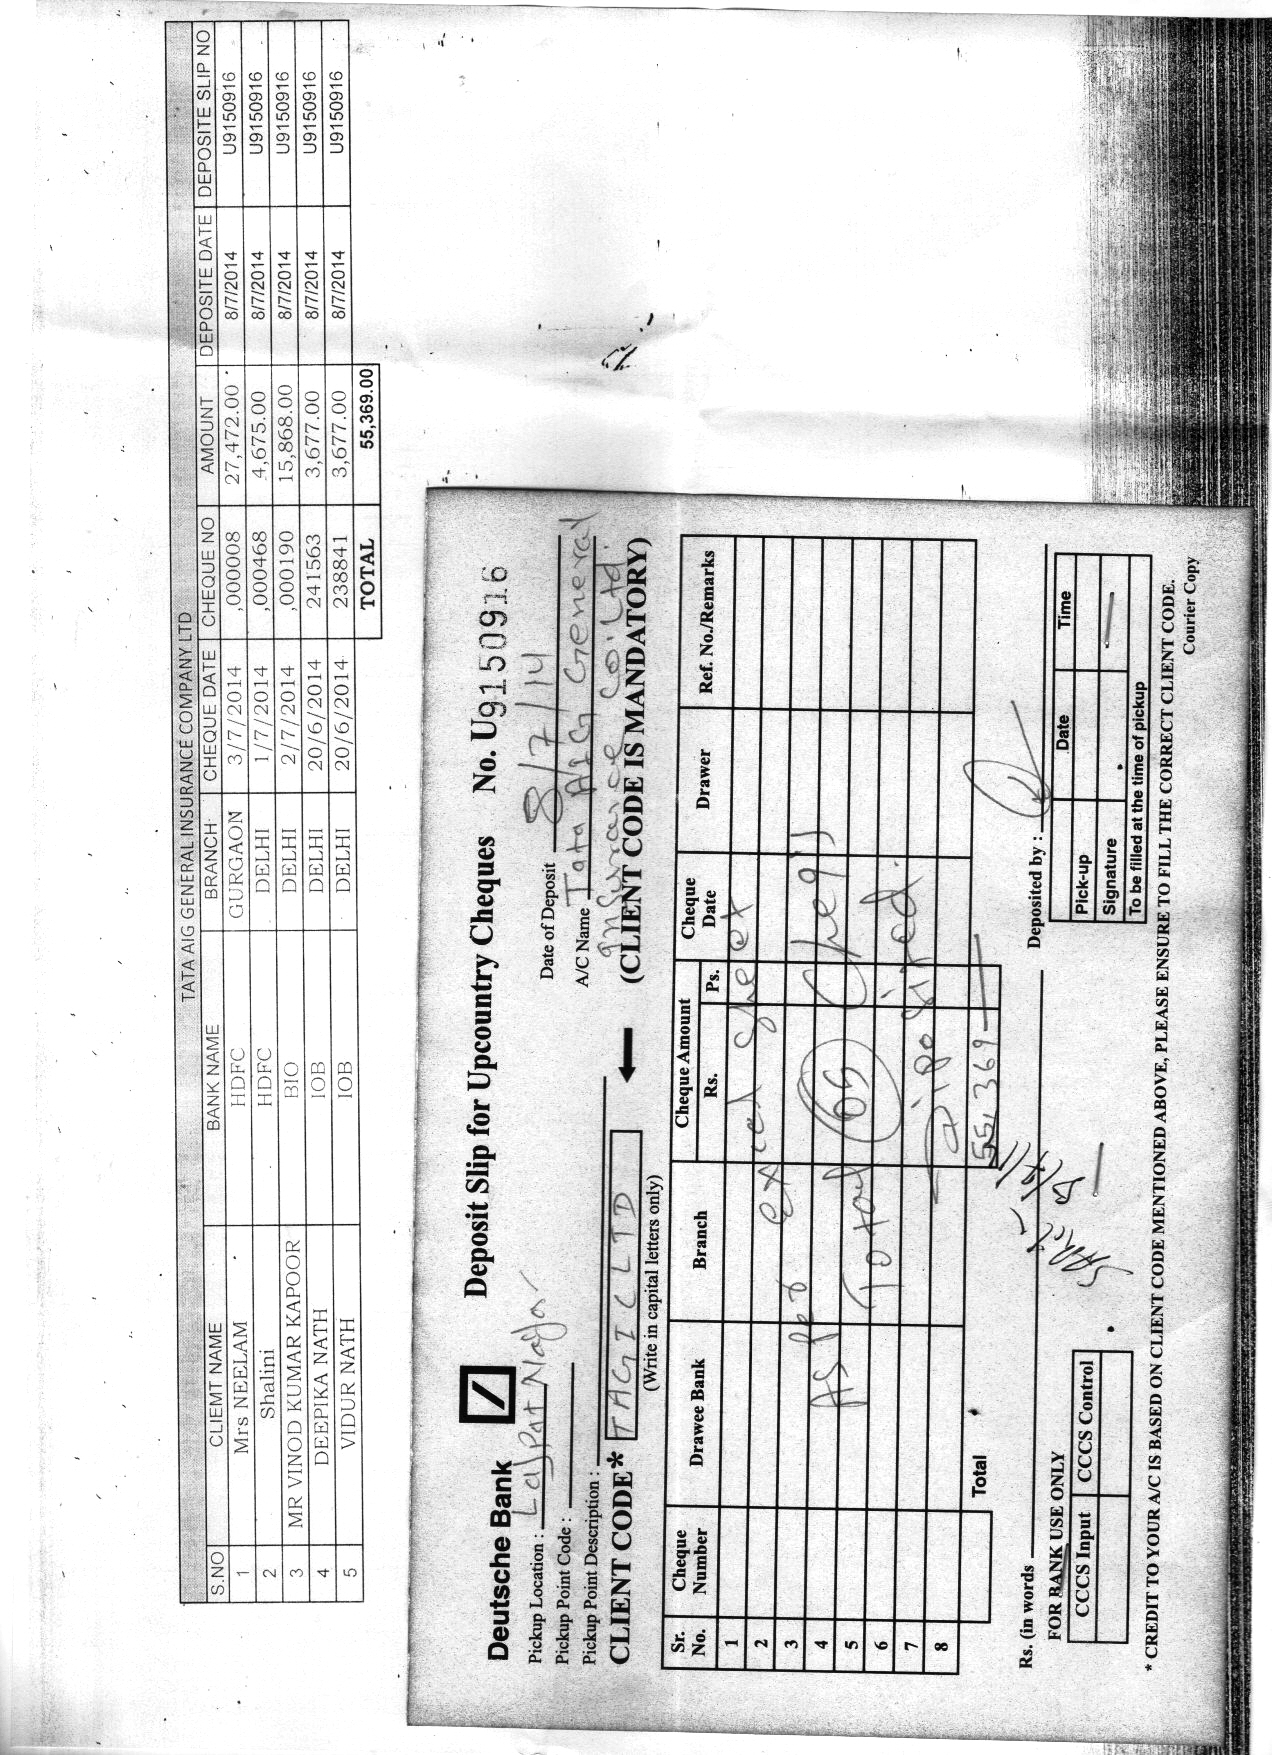 TATA AIG GENERAL INSURANCE COMPANY LTD
S.NO CLIEMT NAME BANK NAME BRANCH CHEQUE DATE CHEQUE NO AMOUNT DEPOSITE DATE DEPOSITE SLIP NO
1 Mrs NEELAM HDFC GURGAON 3/7/2014 ,000008 27,472.00 8/7/2014 U9150916
2 Shalini HDFC DELHI 1/7/2014 ,000468 4,675.00 8/7/2014 U9150916
3 MR VINOD KUMAR KAPOOR BIO DELHI 2/7/2014 ,000190 15,868.00 8/7/2014 U9150916
4 DEEPIKA NATH IOB DELHI 20/6/2014 241563 3,677.00 8/7/2014 U9150916
5 VIDUR NATH IOB DELHI 20/6/2014 238841 3,677.00 8/7/2014 U9150916
TOTAL 55,369.00
Deutsche Bank Deposit Slip for Upcountry Cheques No. U9150916
Pickup Location : Lajpat Nagar Date of Deposit 8/7/14
Pickup Point Code : A/C Name Tata AIG General
Pickup Point Description : Insurance Co. Ltd.
CLIENT CODE* TAGICLTD (CLIENT CODE IS MANDATORY)
(Write in capital letters only)
Sr. No. Cheque Number Drawee Bank Branch Cheque Amount Cheque Date Drawer Ref. No./Remarks
Rs. Ps.
1
2
3
4
5
6
7
8
As per excel sheet
Total 05 Cheq's
Total 55,369
Rs. (in words Deposited by :
FOR BANK USE ONLY
CCCS Input CCCS Control
Pick-up Date Time
Signature
To be filled at the time of pickup
* CREDIT TO YOUR A/C IS BASED ON CLIENT CODE MENTIONED ABOVE, PLEASE ENSURE TO FILL THE CORRECT CLIENT CODE.
Courier Copy